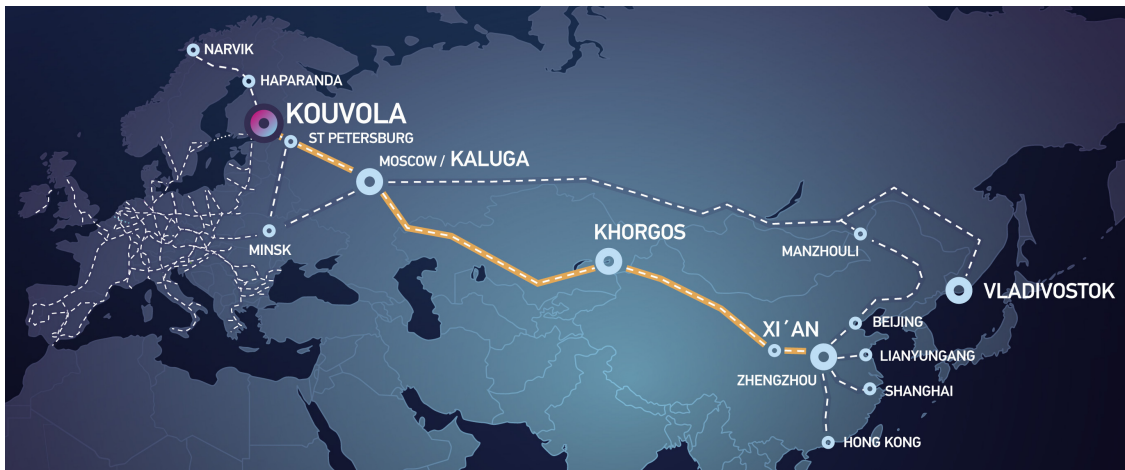 NARVIK
HAPARANDA
KOUVOLA
ST PETERSBURG
MOSCOW / KALUGA
MINSK
KHORGOS
MANZHOULI
VLADIVOSTOK
XI´AN
BEIJING
LIANYUNGANG
ZHENGZHOU
SHANGHAI
HONG KONG